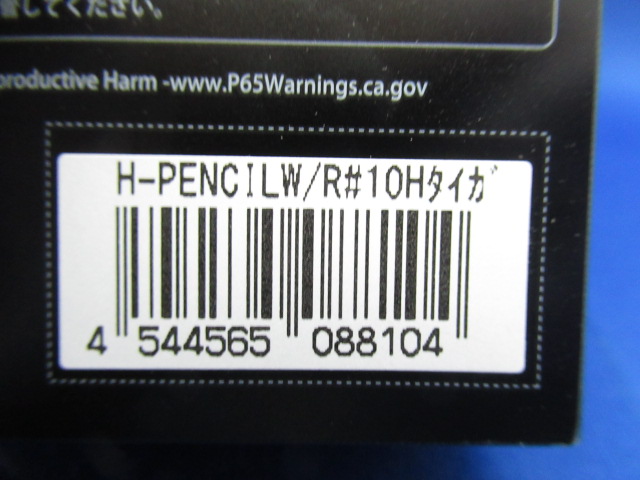 してください。
productive Harm -www.P65Warnings.ca.gov
H-PENCILW/R#10Hタイガ
4 544565 088104